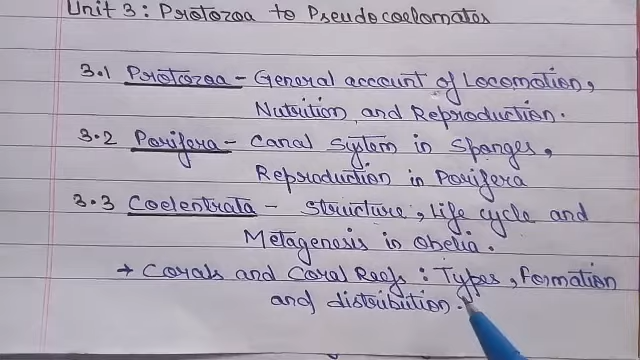 Unit 3: Protozoa to Pseudocoelomates
3.1 Protozoa - General account of Locomotion,
Nutrition and Reproduction.
3.2 Porifera - Canal System in Sponges,
Reproduction in Porifera
3.3 Coelentrata - Structure, Life cycle and
Metagenesis in Obelia.
→ Corals and Coral Reefs: Types, Formation
and distribution.